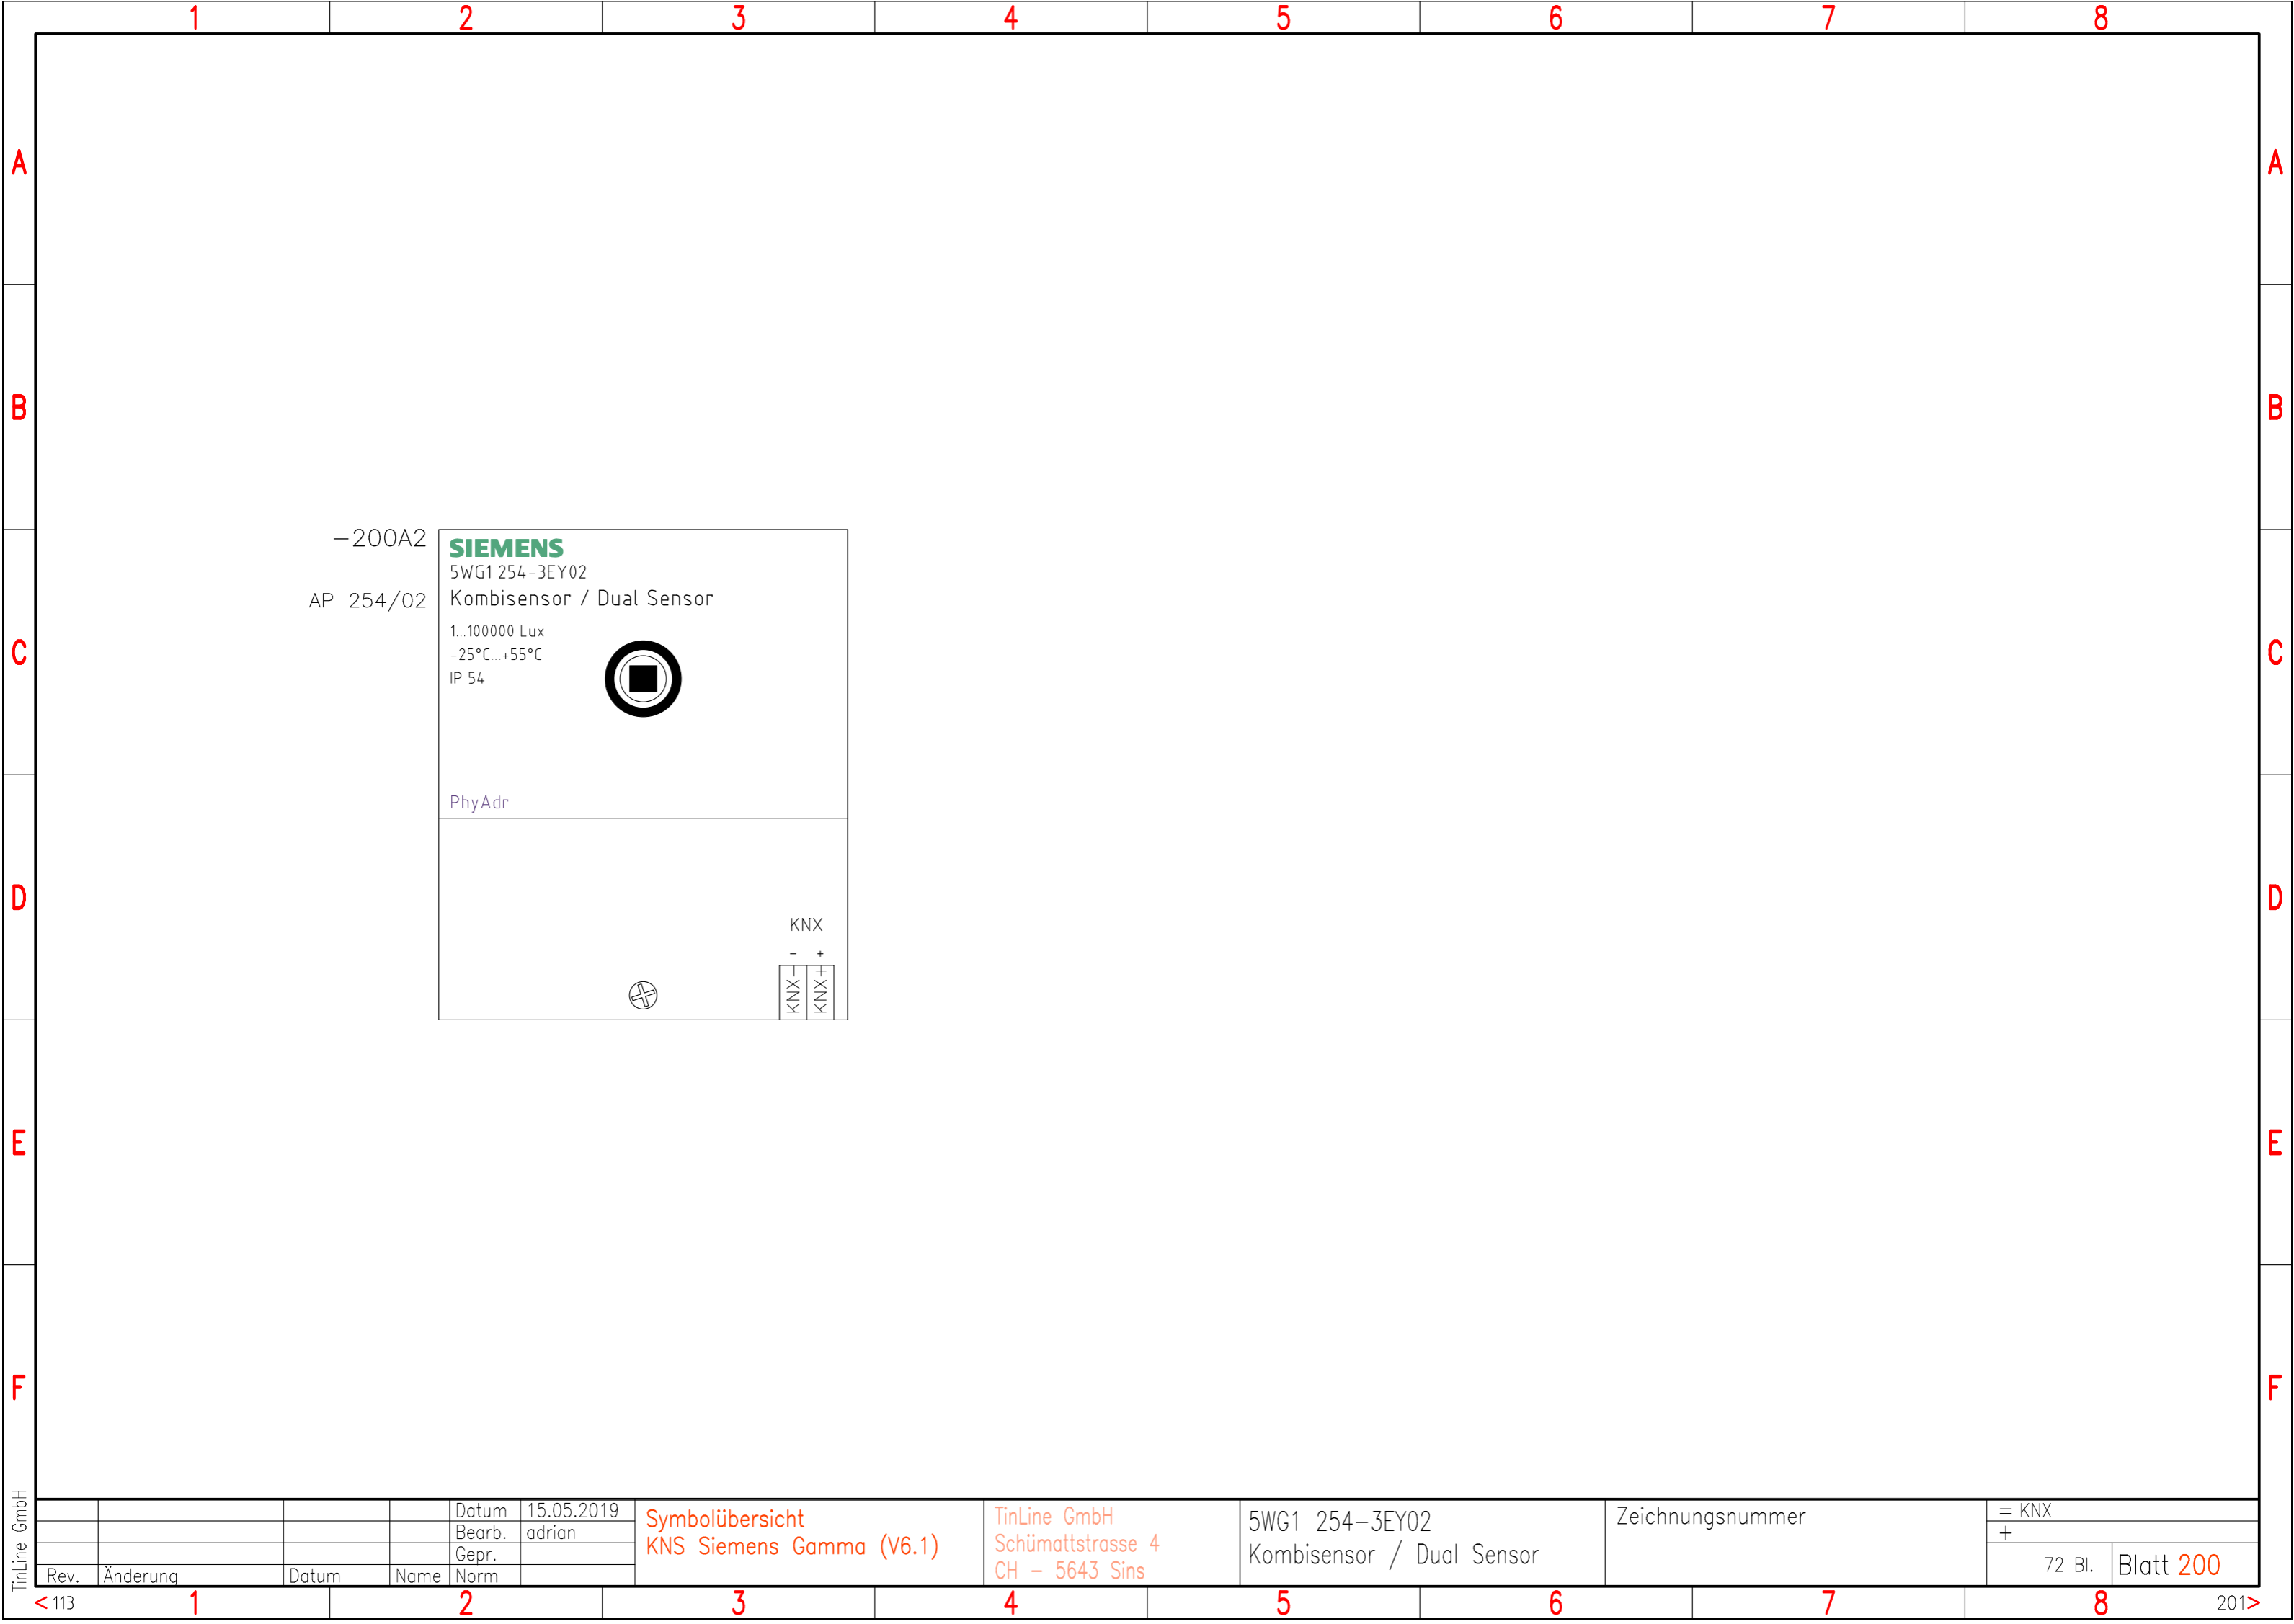 1 2 3 4 5 6 7 8
A A
B B
-200A2
SIEMENS
5WG1 254-3EY02
AP 254/02
Kombisensor / Dual Sensor
1...100000 Lux
-25°C...+55°C
IP 54
C C
PhyAdr
D D
KNX
- +
KNX- KNX+
E E
F F
TinLine GmbH
Datum 15.05.2019
Bearb. adrian
Gepr.
Rev. Änderung Datum Name Norm
Symbolübersicht
KNS Siemens Gamma (V6.1)
TinLine GmbH
Schümattstrasse 4
CH - 5643 Sins
5WG1 254-3EY02
Kombisensor / Dual Sensor
Zeichnungsnummer
= KNX
+
72 Bl. Blatt 200
< 113 1 2 3 4 5 6 7 8 201>